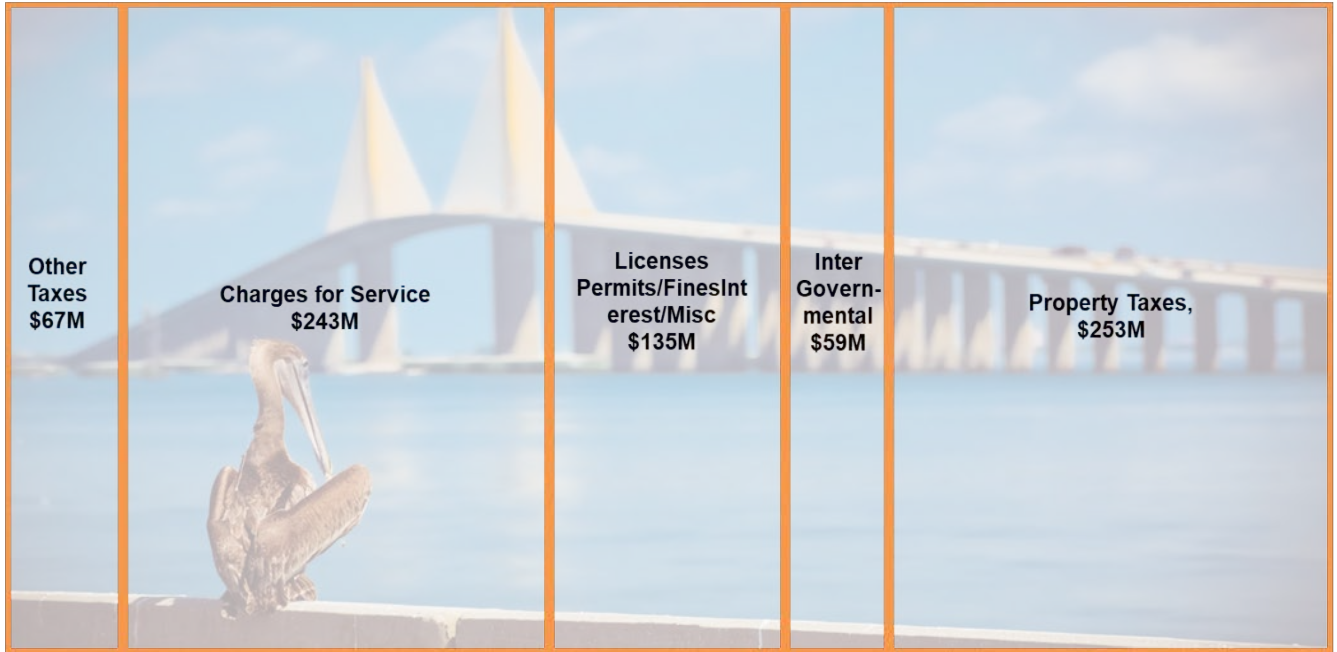 Other
Taxes
$67M
Charges for Service
$243M
Licenses
Permits/FinesInt
erest/Misc
$135M
Inter
Govern-
mental
$59M
Property Taxes,
$253M